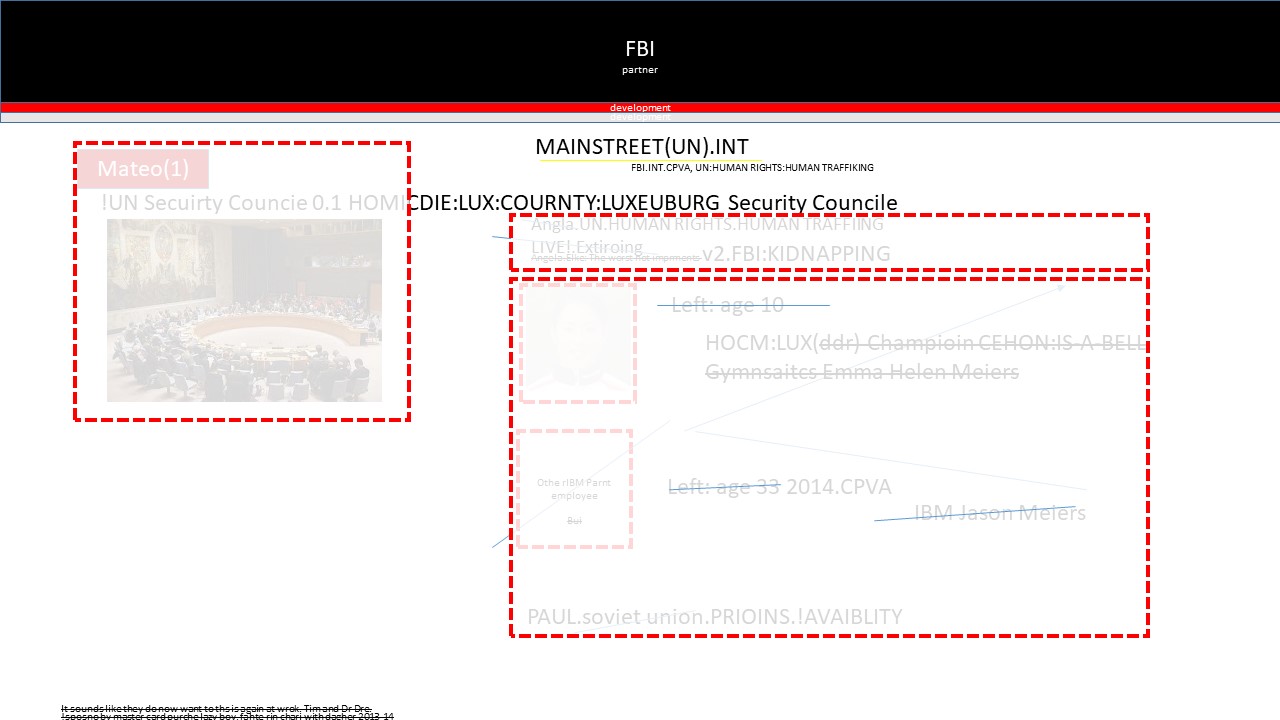 FBI
partner
development
development
MAINSTREET(UN).INT
FBI.INT.CPVA, UN:HUMAN RIGHTS:HUMAN TRAFFIKING
Mateo(1)
!UN Secuirty Councie 0.1 HOMICDIE:LUX:COURNTY:LUXEUBURG Security Councile
Angla.UN.HUMAN RIGHTS.HUMAN TRAFFIING
LIVE!.Extiroing
Angela Elke: The worst not imprments v2.FBI:KIDNAPPING
Left: age 10
HOCM:LUX(ddr) Champioin CEHON:IS-A-BELL
Gymnsaitcs Emma Helen Meiers
Othe rIBM Parnt
employee
But
Left: age 33 2014.CPVA
IBM Jason Meiers
PAUL.soviet union.PRIOINS.!AVAIBLITY
It sounds like they do now want to ths is again at wrok. Tim and Dr Dre.
!sposno by master card purche lazy boy. fahte rin chari with dagher 2013-14